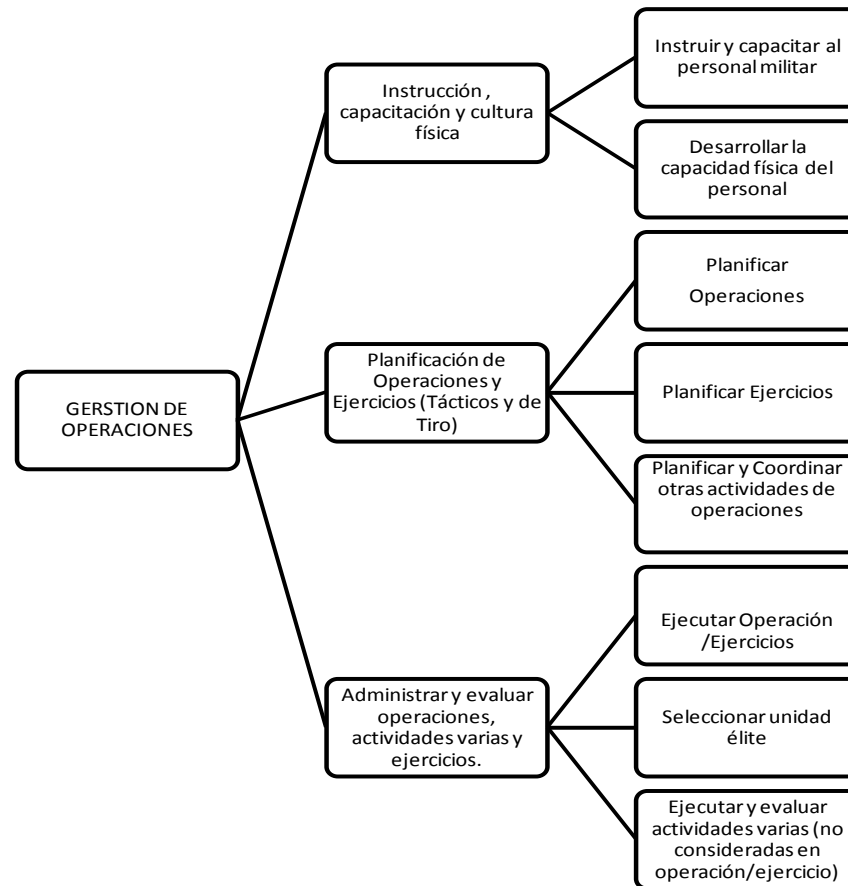 GERSTION DE
OPERACIONES
Instrucción ,
capacitación y cultura
física
Instruir y capacitar al
personal militar
Desarrollar la
capacidad física del
personal
Planificación de
Operaciones y
Ejercicios (Tácticos y de
Tiro)
Planificar
Operaciones
Planificar Ejercicios
Planificar y Coordinar
otras actividades de
operaciones
Administrar y evaluar
operaciones,
actividades varias y
ejercicios.
Ejecutar Operación
/Ejercicios
Seleccionar unidad
élite
Ejecutar y evaluar
actividades varias (no
consideradas en
operación/ejercicio)